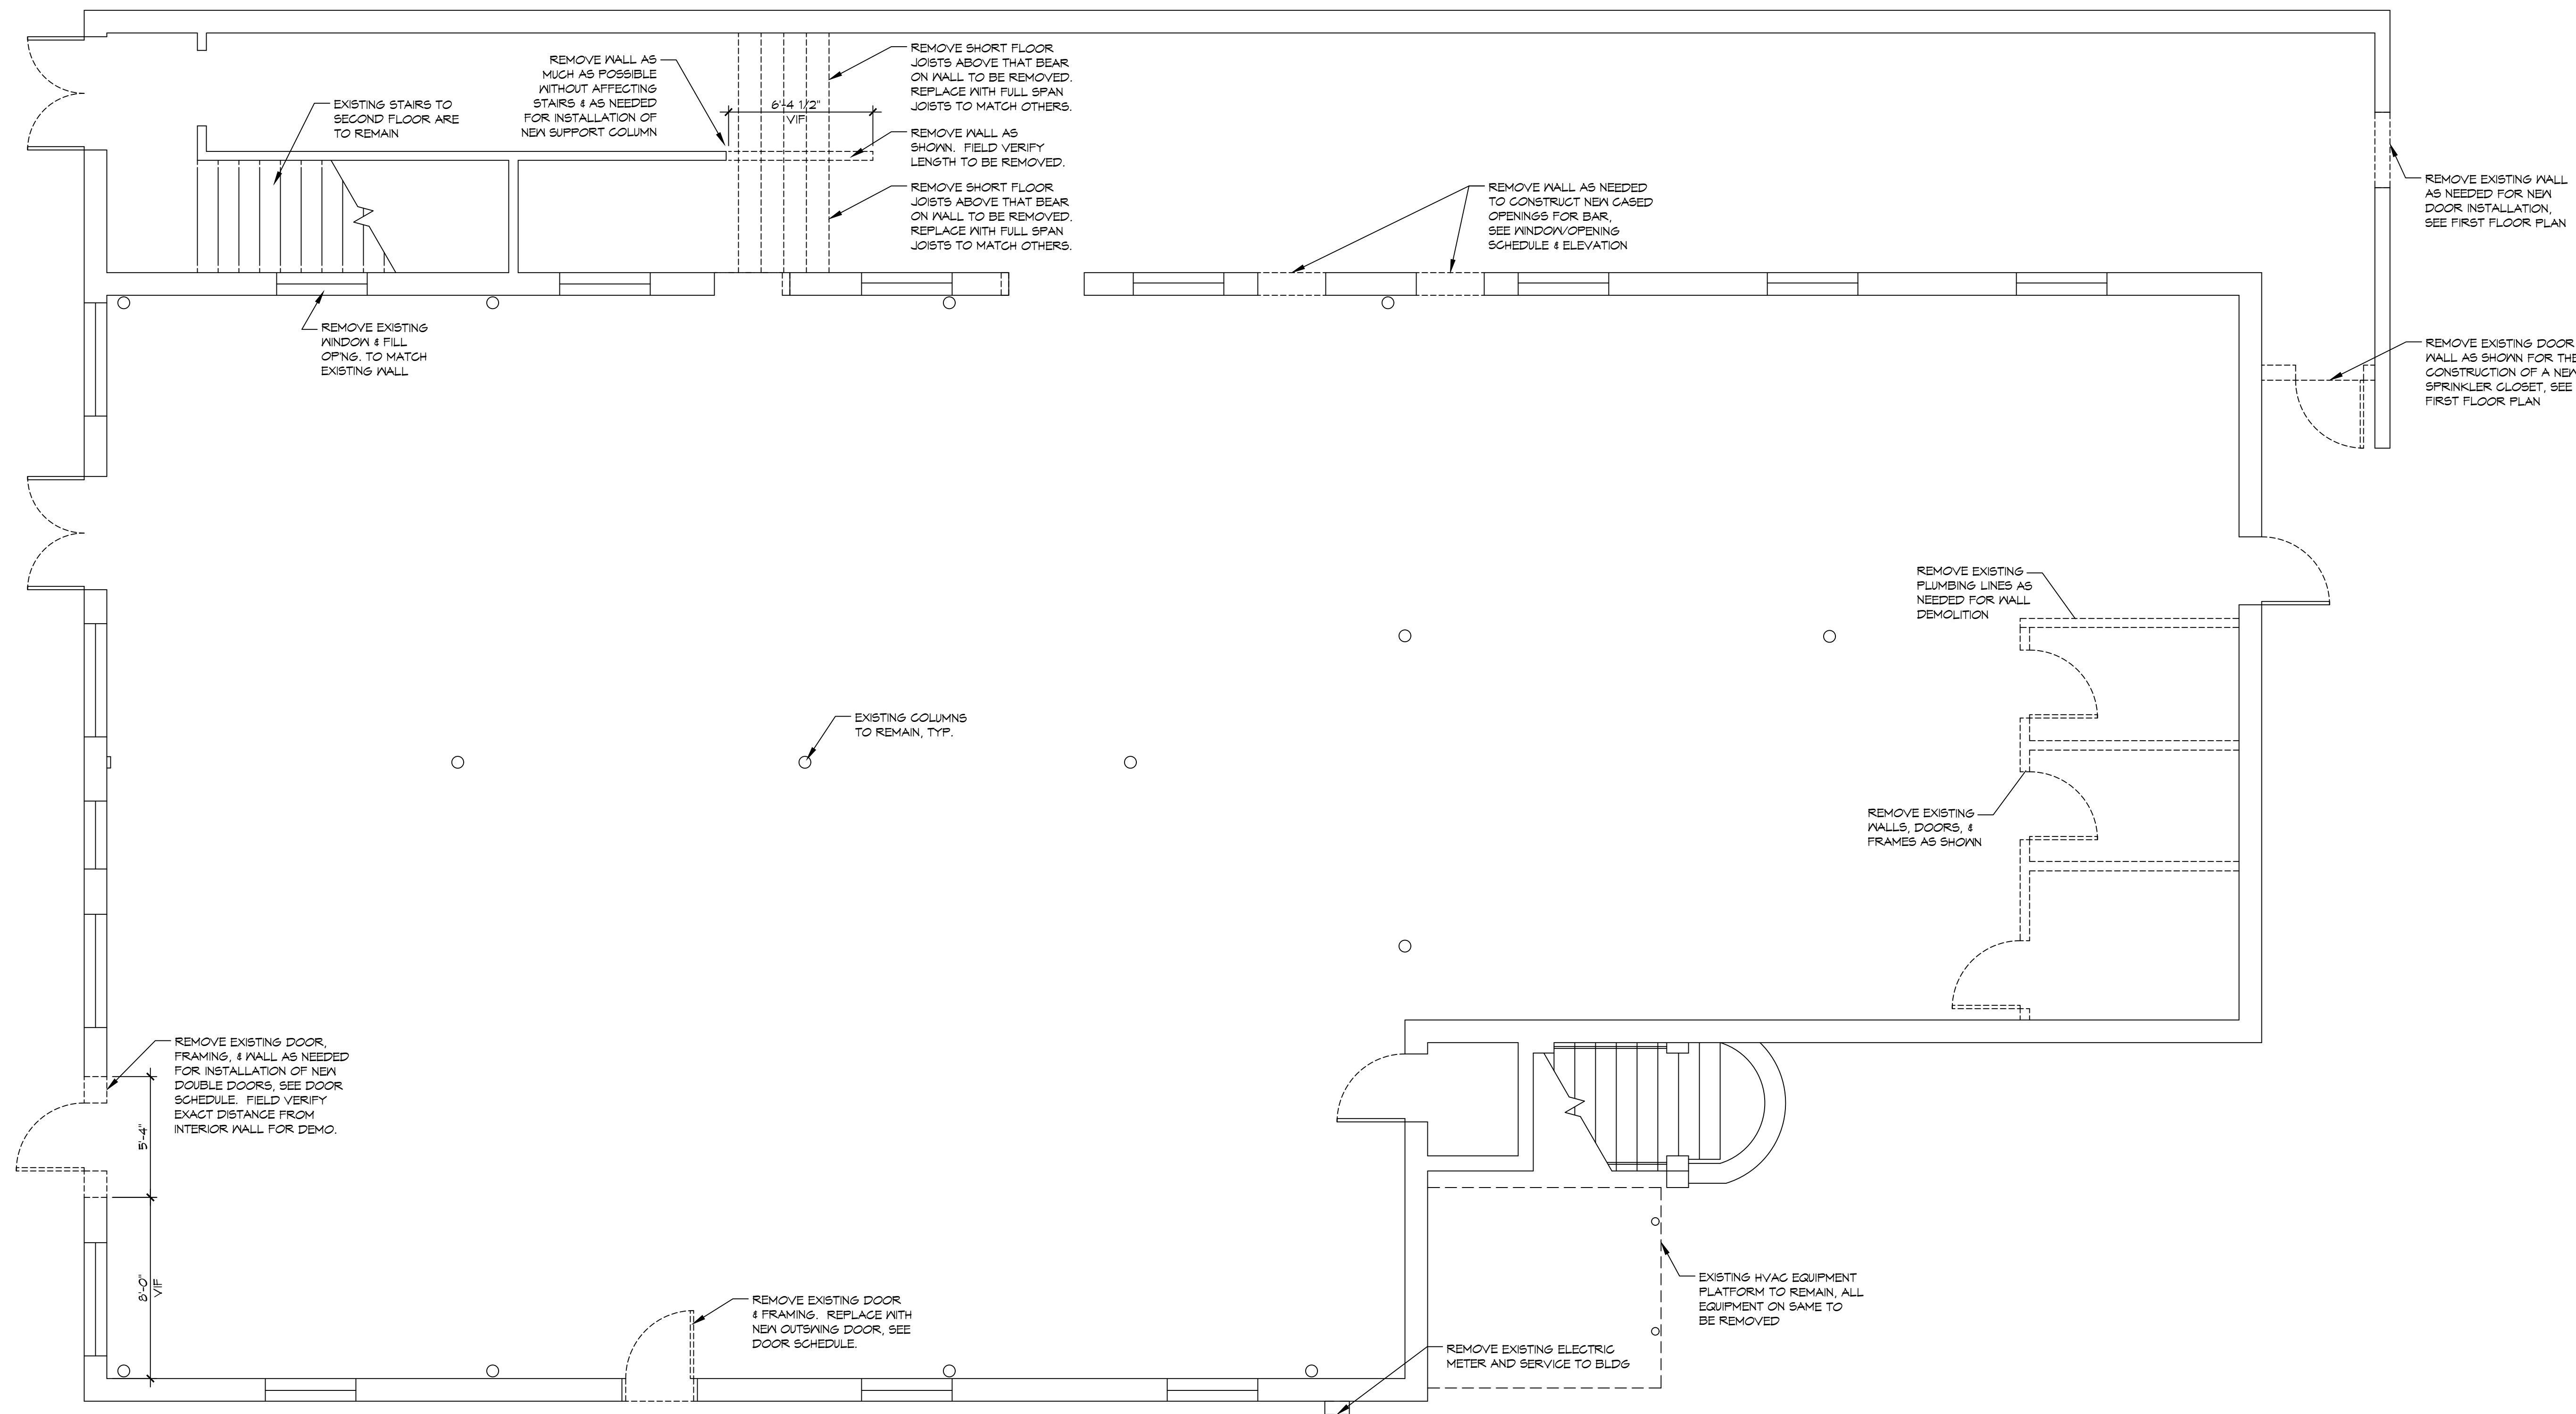 REMOVE WALL AS
MUCH AS POSSIBLE
WITHOUT AFFECTING
STAIRS & AS NEEDED
FOR INSTALLATION OF
NEW SUPPORT COLUMN
REMOVE SHORT FLOOR
JOISTS ABOVE THAT BEAR
ON WALL TO BE REMOVED.
REPLACE WITH FULL SPAN
JOISTS TO MATCH OTHERS.
6'-4 1/2"
VIF
EXISTING STAIRS TO
SECOND FLOOR ARE
TO REMAIN
REMOVE WALL AS
SHOWN. FIELD VERIFY
LENGTH TO BE REMOVED.
REMOVE SHORT FLOOR
JOISTS ABOVE THAT BEAR
ON WALL TO BE REMOVED.
REPLACE WITH FULL SPAN
JOISTS TO MATCH OTHERS.
REMOVE WALL AS NEEDED
TO CONSTRUCT NEW CASED
OPENINGS FOR BAR,
SEE WINDOW/OPENING
SCHEDULE & ELEVATION
REMOVE EXISTING WALL
AS NEEDED FOR NEW
DOOR INSTALLATION,
SEE FIRST FLOOR PLAN
REMOVE EXISTING
WINDOW & FILL
OP'NG. TO MATCH
EXISTING WALL
REMOVE EXISTING DOOR
WALL AS SHOWN FOR THE
CONSTRUCTION OF A NEW
SPRINKLER CLOSET, SEE
FIRST FLOOR PLAN
REMOVE EXISTING
PLUMBING LINES AS
NEEDED FOR WALL
DEMOLITION
EXISTING COLUMNS
TO REMAIN, TYP.
REMOVE EXISTING
WALLS, DOORS, &
FRAMES AS SHOWN
REMOVE EXISTING DOOR,
FRAMING, & WALL AS NEEDED
FOR INSTALLATION OF NEW
DOUBLE DOORS, SEE DOOR
SCHEDULE. FIELD VERIFY
EXACT DISTANCE FROM
INTERIOR WALL FOR DEMO.
5'-4"
8'-0"
VIF
REMOVE EXISTING DOOR
& FRAMING. REPLACE WITH
NEW OUTSWING DOOR, SEE
DOOR SCHEDULE.
EXISTING HVAC EQUIPMENT
PLATFORM TO REMAIN, ALL
EQUIPMENT ON SAME TO
BE REMOVED
REMOVE EXISTING ELECTRIC
METER AND SERVICE TO BLDG